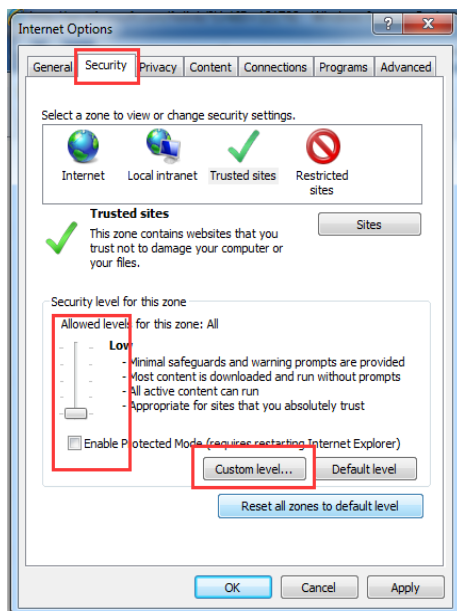 Internet Options
General Security Privacy Content Connections Programs Advanced
Select a zone to view or change security settings.
Internet Local intranet Trusted sites Restricted
sites
Trusted sites
This zone contains websites that you
trust not to damage your computer or
your files.
Sites
Security level for this zone
Allowed levels for this zone: All
Low
- Minimal safeguards and warning prompts are provided
- Most content is downloaded and run without prompts
- All active content can run
- Appropriate for sites that you absolutely trust
Enable Protected Mode (requires restarting Internet Explorer)
Custom level... Default level
Reset all zones to default level
OK Cancel Apply